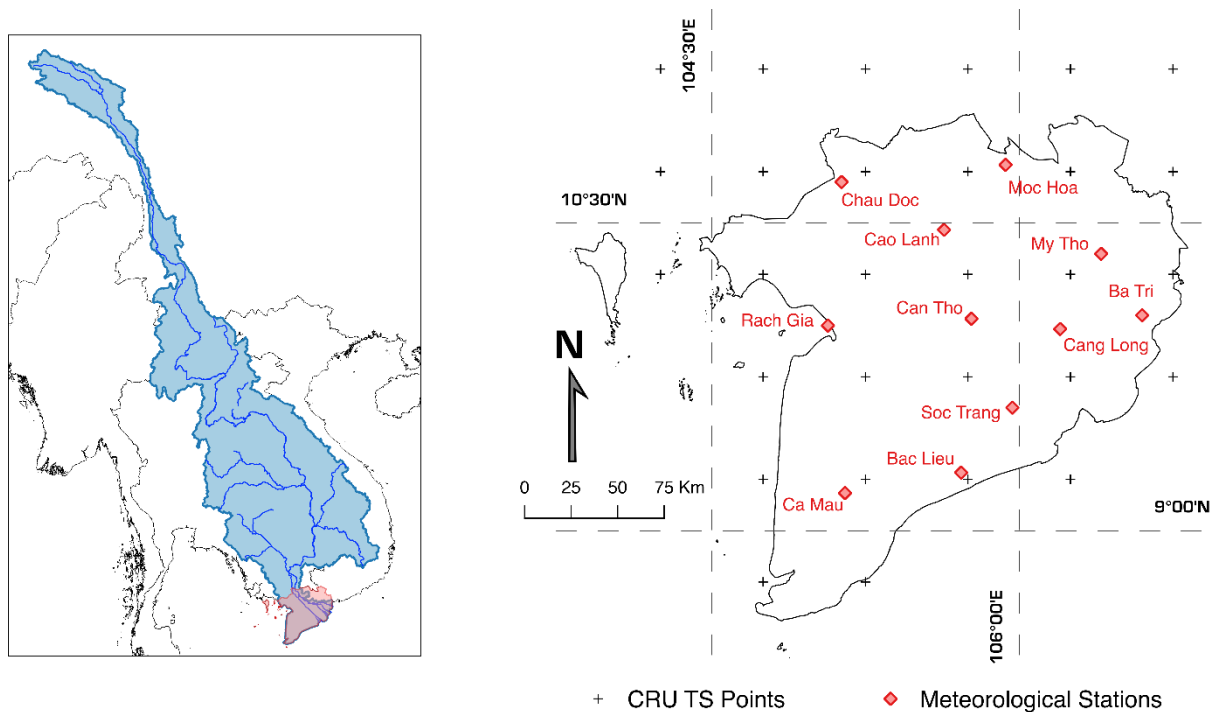 104°30'E
Moc Hoa
Chau Doc
10°30'N
Cao Lanh
My Tho
Ba Tri
Rach Gia
Can Tho
Cang Long
N
Soc Trang
Bac Lieu
0 25 50 75 Km
Ca Mau
9°00'N
106°00'E
CRU TS Points
Meteorological Stations